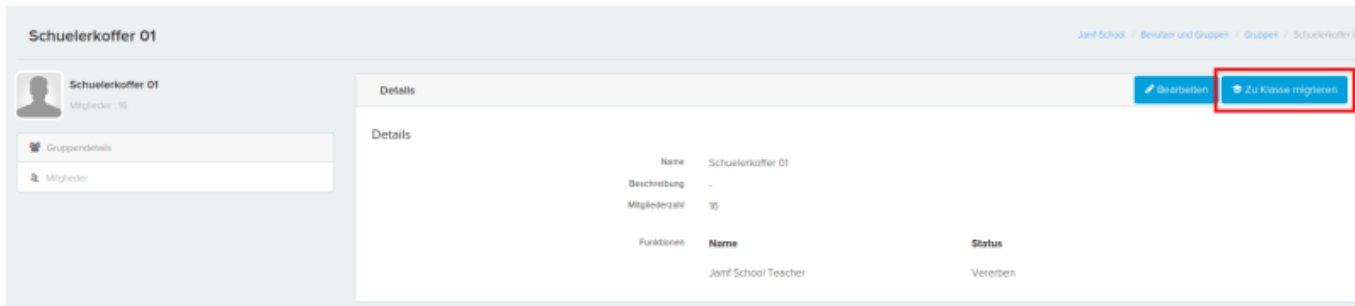 Schuelerkoffer 01
Jamf School / Benutzer und Gruppen / Gruppen / Schuelerkoffer
Schuelerkoffer 01
Mitglieder: 16
Details
Bearbeiten
Zu Klasse migrieren
Gruppendetails
Mitglieder
Details
Name Schuelerkoffer 01
Beschreibung -
Mitgliederzahl 16
Funktionen Name Status
Jamf School Teacher Vererben